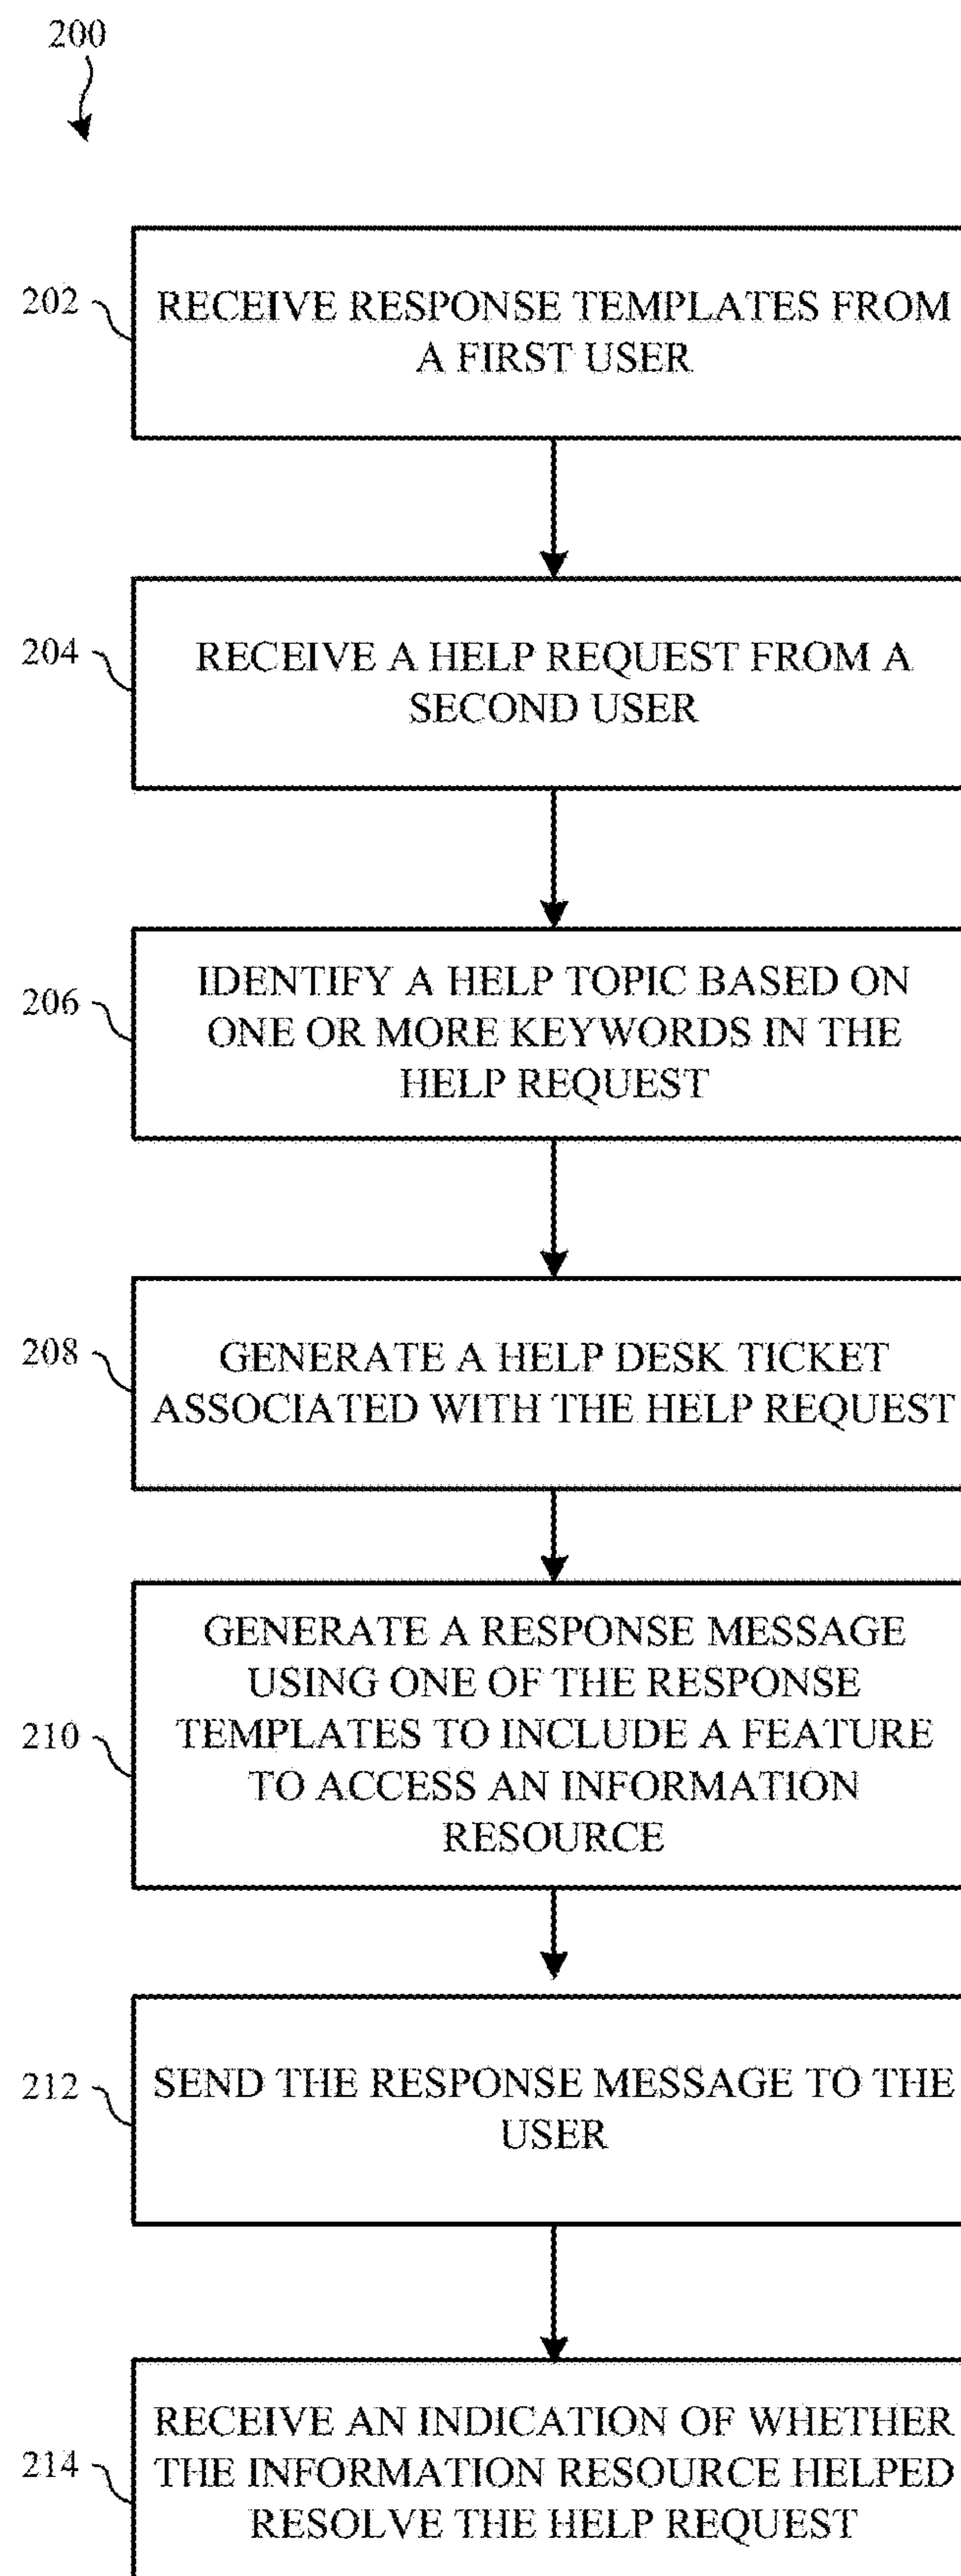 200
202
RECEIVE RESPONSE TEMPLATES FROM
A FIRST USER
204
RECEIVE A HELP REQUEST FROM A
SECOND USER
206
IDENTIFY A HELP TOPIC BASED ON
ONE OR MORE KEYWORDS IN THE
HELP REQUEST
208
GENERATE A HELP DESK TICKET
ASSOCIATED WITH THE HELP REQUEST
210
GENERATE A RESPONSE MESSAGE
USING ONE OF THE RESPONSE
TEMPLATES TO INCLUDE A FEATURE
TO ACCESS AN INFORMATION
RESOURCE
212
SEND THE RESPONSE MESSAGE TO THE
USER
214
RECEIVE AN INDICATION OF WHETHER
THE INFORMATION RESOURCE HELPED
RESOLVE THE HELP REQUEST